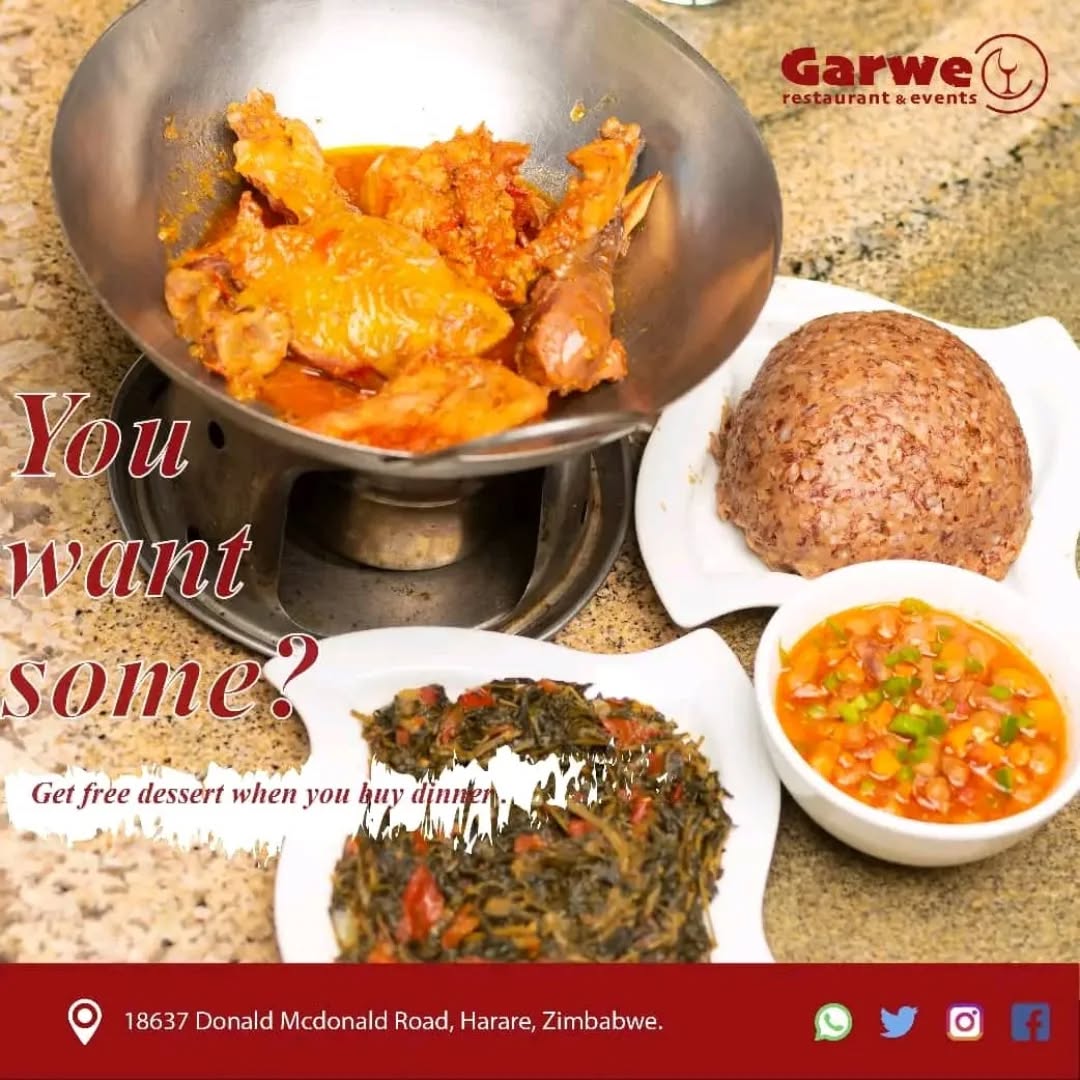 Garwe
restaurant & events
You
want
some?
Get free dessert when you buy dinner.
18637 Donald Mcdonald Road, Harare, Zimbabwe.